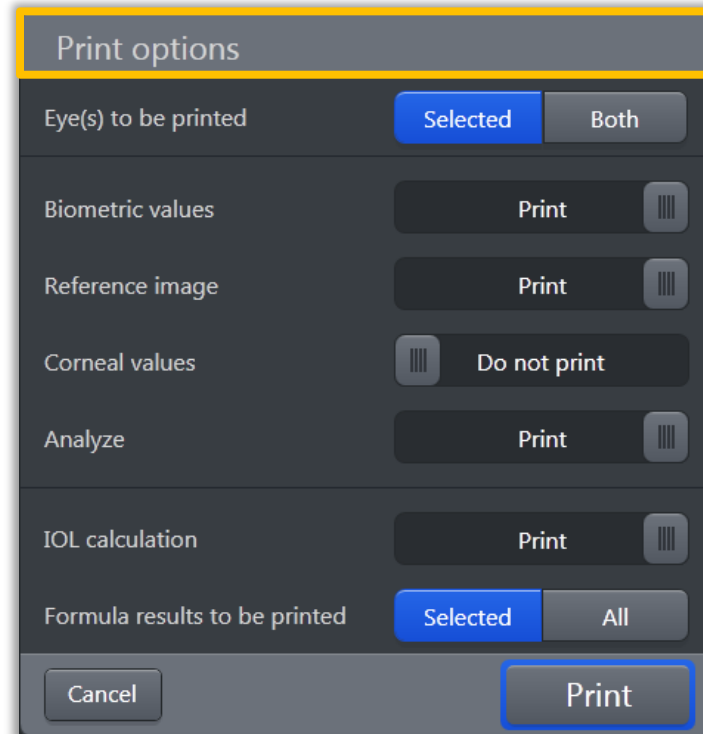 Print options
Eye(s) to be printed Selected Both
Biometric values Print
Reference image Print
Corneal values Do not print
Analyze Print
IOL calculation Print
Formula results to be printed Selected All
Cancel Print